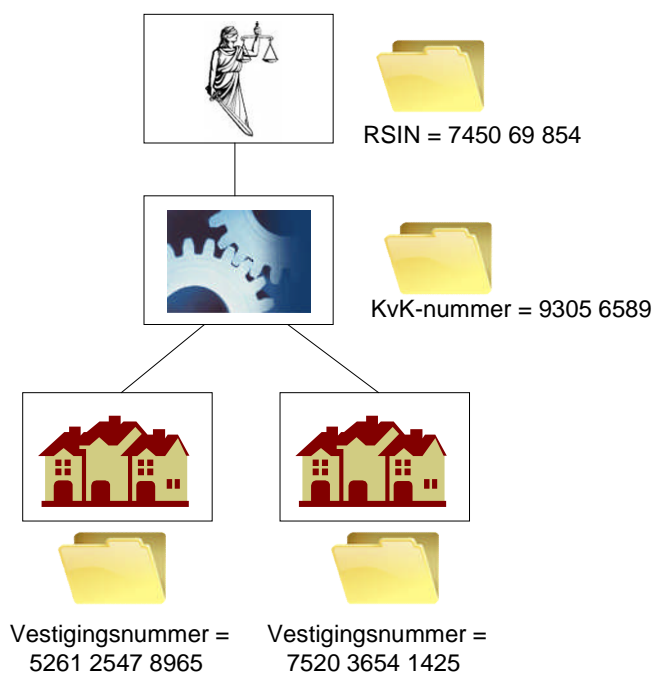 RSIN = 7450 69 854
KvK-nummer = 9305 6589
Vestigingsnummer =
5261 2547 8965
Vestigingsnummer =
7520 3654 1425